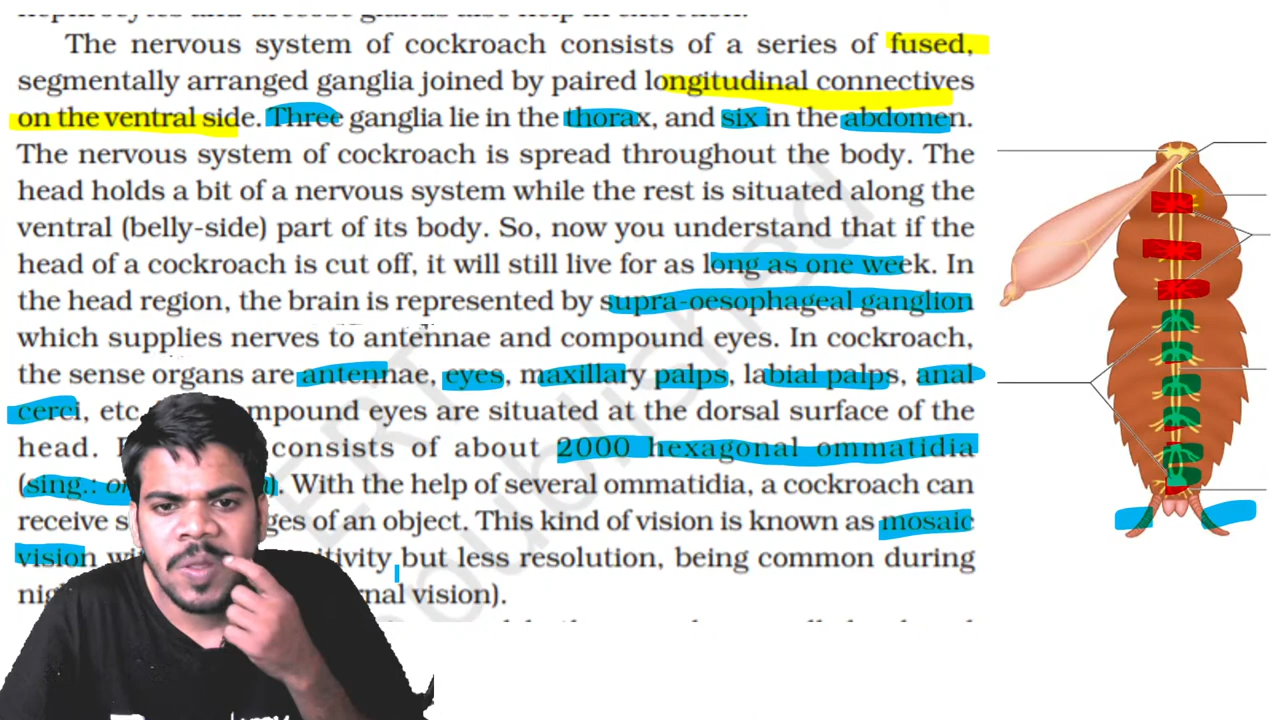 The nervous system of cockroach consists of a series of fused,
segmentally arranged ganglia joined by paired longitudinal connectives
on the ventral side. Three ganglia lie in the thorax, and six in the abdomen.
The nervous system of cockroach is spread throughout the body. The
head holds a bit of a nervous system while the rest is situated along the
ventral (belly-side) part of its body. So, now you understand that if the
head of a cockroach is cut off, it will still live for as long as one week. In
the head region, the brain is represented by supra-oesophageal ganglion
which supplies nerves to antennae and compound eyes. In cockroach,
the sense organs are antennae, eyes, maxillary palps, labial palps, anal
cerci, etc. compound eyes are situated at the dorsal surface of the
head. consists of about 2000 hexagonal ommatidia
(sing.: . With the help of several ommatidia, a cockroach can
receive of an object. This kind of vision is known as mosaic
vision but less resolution, being common during
vision).